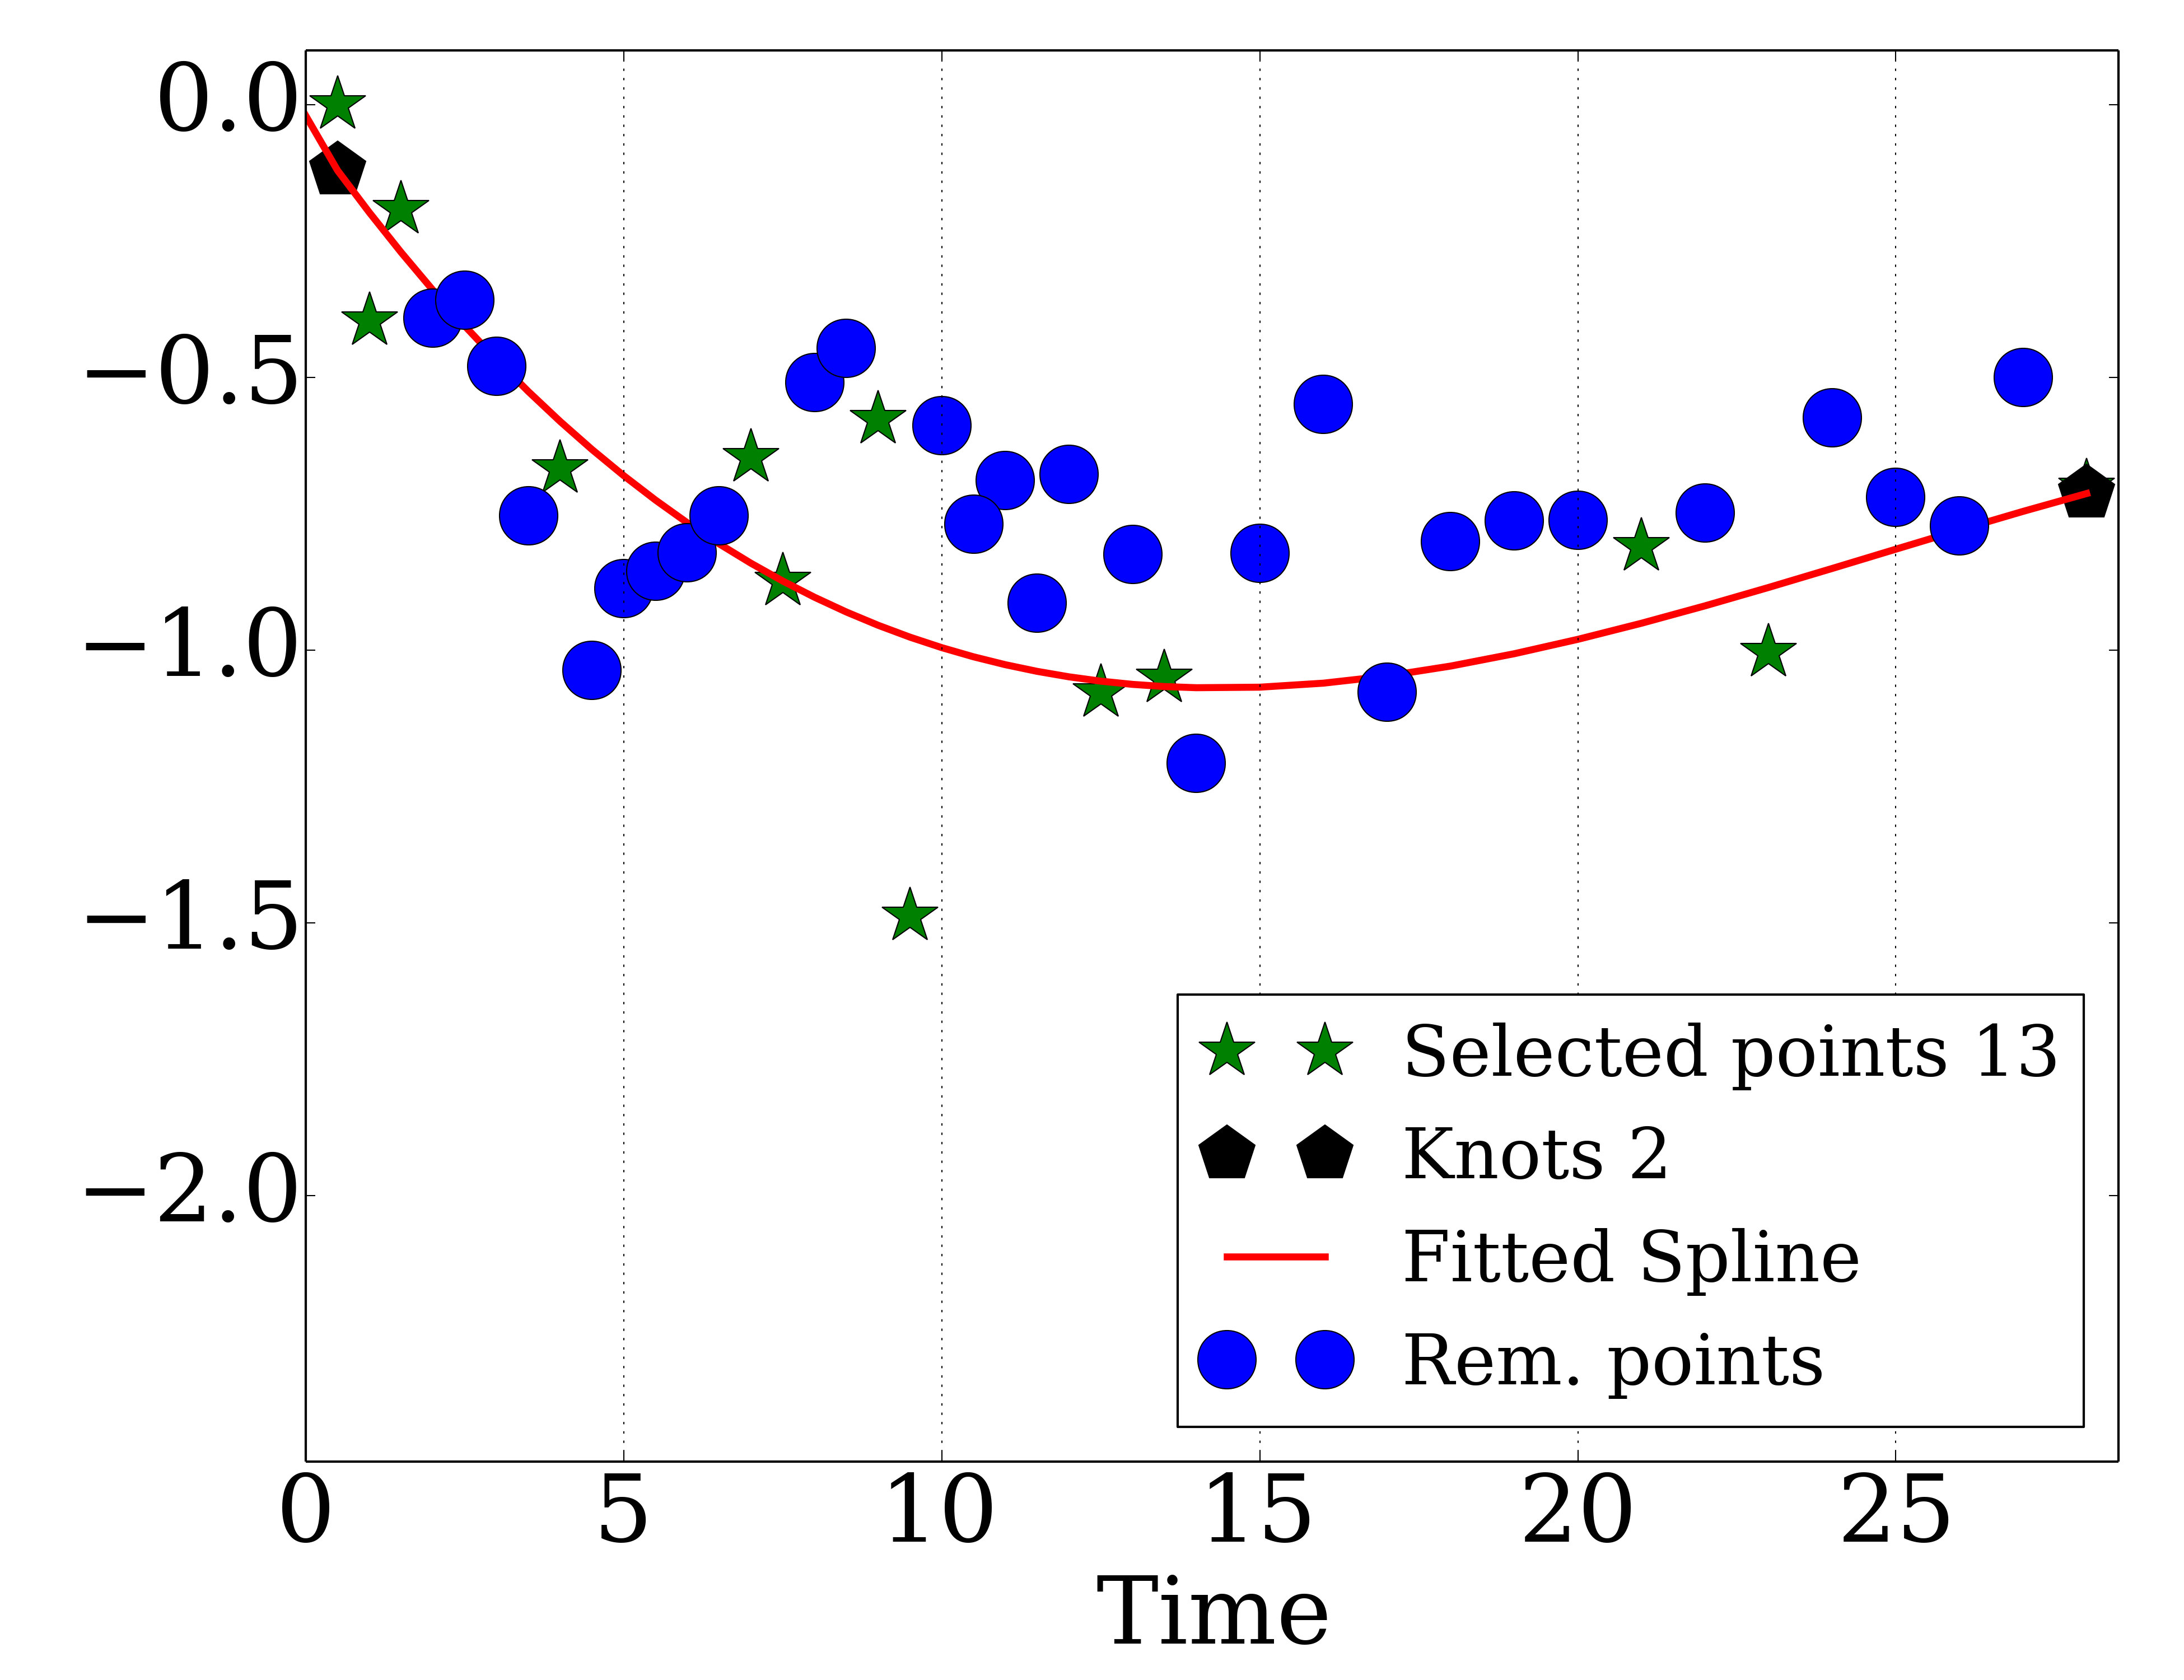 0.0
−0.5
−1.0
−1.5
−2.0
Selected points 13
Knots 2
Fitted Spline
Rem. points
0 5 10 15 20 25
Time